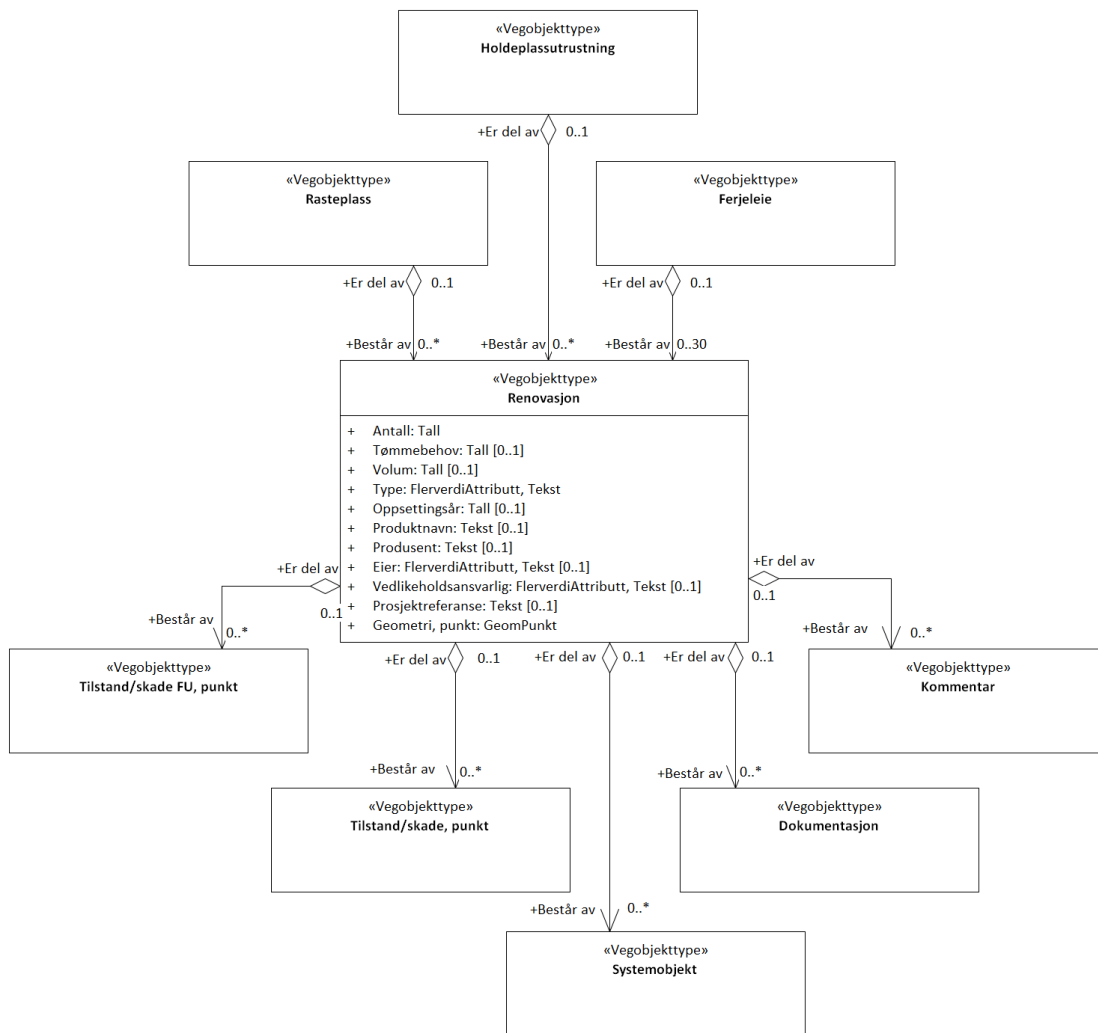 «Vegobjekttype»
Holdeplassutrustning
+Er del av 0..1
«Vegobjekttype»
Rasteplass
«Vegobjekttype»
Ferjeleie
+Er del av 0..1
+Er del av 0..1
+Består av 0..*
+Består av 0..*
+Består av 0..30
«Vegobjekttype»
Renovasjon
+ Antall: Tall
+ Tømmebehov: Tall [0..1]
+ Volum: Tall [0..1]
+ Type: FlerverdiAttributt, Tekst
+ Oppsettingsår: Tall [0..1]
+ Produktnavn: Tekst [0..1]
+ Produsent: Tekst [0..1]
+ Eier: FlerverdiAttributt, Tekst [0..1]
+ Vedlikeholdsansvarlig: FlerverdiAttributt, Tekst [0..1]
+ Prosjektreferanse: Tekst [0..1]
+ Geometri, punkt: GeomPunkt
+Er del av
0..1
+Består av
0..*
+Er del av
0..1
+Består av
0..*
+Er del av 0..1
+Er del av 0..1
+Er del av 0..1
«Vegobjekttype»
Tilstand/skade FU, punkt
«Vegobjekttype»
Kommentar
+Består av 0..*
+Består av 0..*
«Vegobjekttype»
Tilstand/skade, punkt
«Vegobjekttype»
Dokumentasjon
+Består av 0..*
«Vegobjekttype»
Systemobjekt